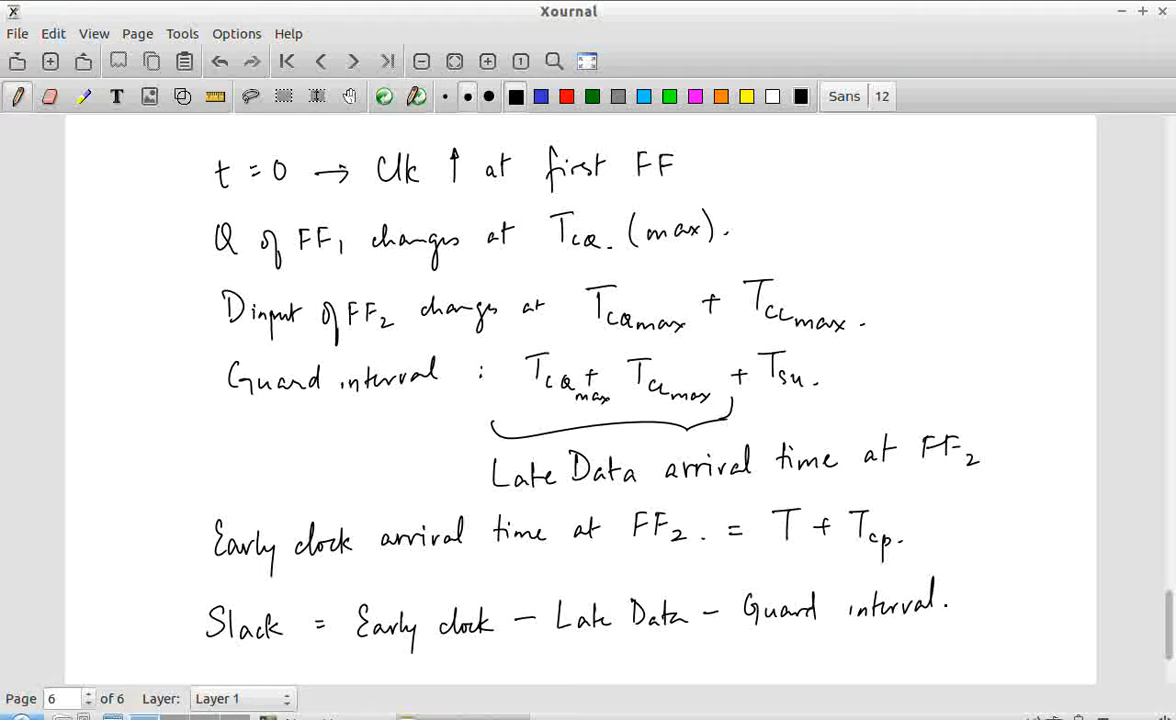 Xournal
File Edit View Page Tools Options Help
Sans 12
t = 0 → Clk ↑ at first FF
Q of FF1 changes at TCQ. (max).
D input of FF2 changes at TCQmax + TCLmax.
Guard interval : TCQmax + TCLmax + Tsu.
Late Data arrival time at FF2
Early clock arrival time at FF2. = T + Tcp.
Slack = Early clock – Late Data – Guard interval.
Page 6 of 6 Layer: Layer 1